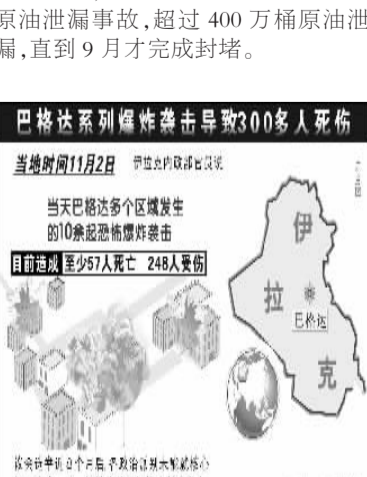 原油泄漏事故,超过 400 万桶原油泄
漏,直到 9 月才完成封堵。
巴格达系列爆炸袭击导致300多人死伤
当地时间11月2日 伊拉克内政部官员说
当天巴格达多个区域发生
的10余起恐怖爆炸袭击
目前造成 至少57人死亡 248人受伤
伊
拉
巴格达
克